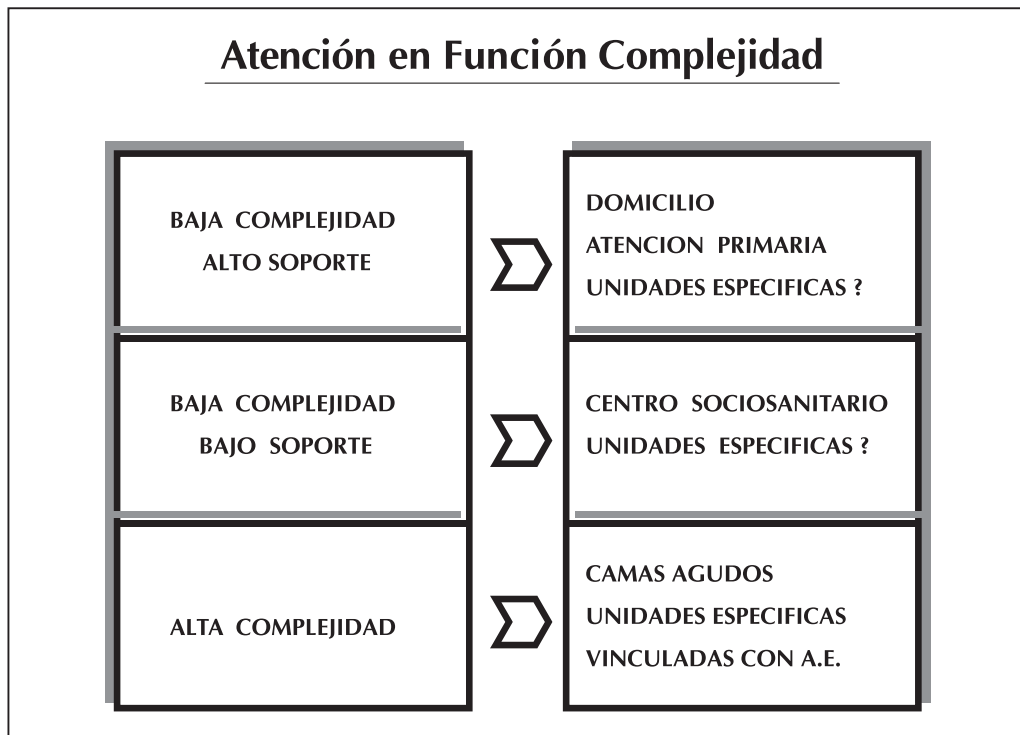 Atención en Función Complejidad
BAJA COMPLEJIDAD
ALTO SOPORTE
DOMICILIO
ATENCION PRIMARIA
UNIDADES ESPECIFICAS ?
BAJA COMPLEJIDAD
BAJO SOPORTE
CENTRO SOCIOSANITARIO
UNIDADES ESPECIFICAS ?
ALTA COMPLEJIDAD
CAMAS AGUDOS
UNIDADES ESPECIFICAS
VINCULADAS CON A.E.